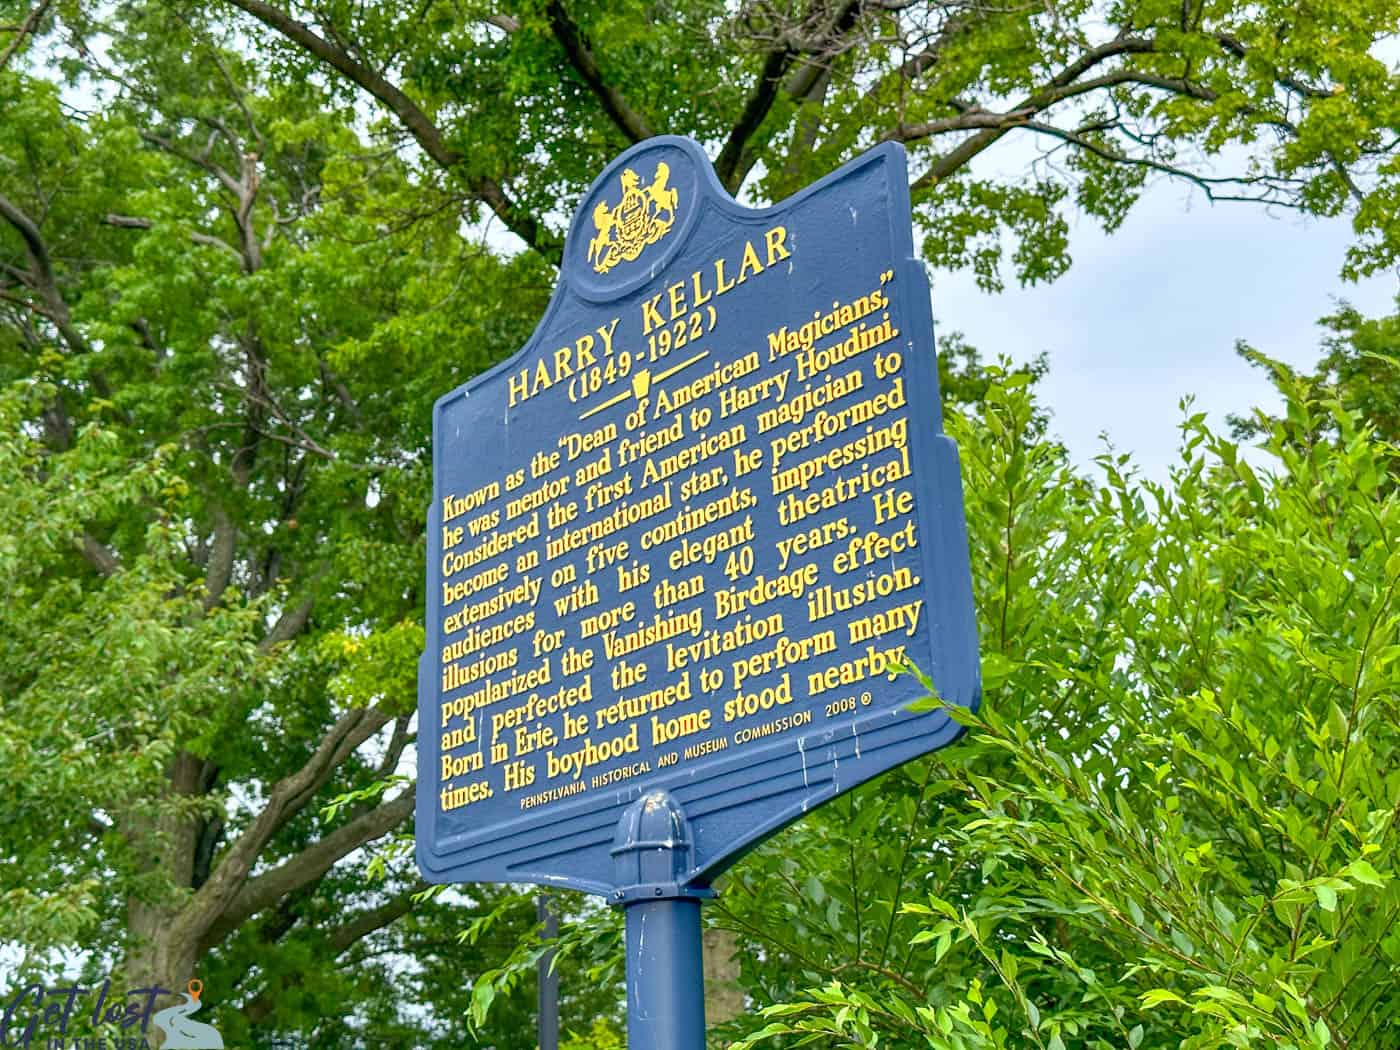 HARRY KELLAR
(1849-1922)
Known as the "Dean of American Magicians,"
he was mentor and friend to Harry Houdini.
Considered the first American magician to
become an international star, he performed
extensively on five continents, impressing
audiences with his elegant theatrical
illusions for more than 40 years. He
popularized the Vanishing Birdcage effect
and perfected the levitation illusion.
Born in Erie, he returned to perform many
times. His boyhood home stood nearby.
PENNSYLVANIA HISTORICAL AND MUSEUM COMMISSION 2008 ®
Get lost
IN THE USA